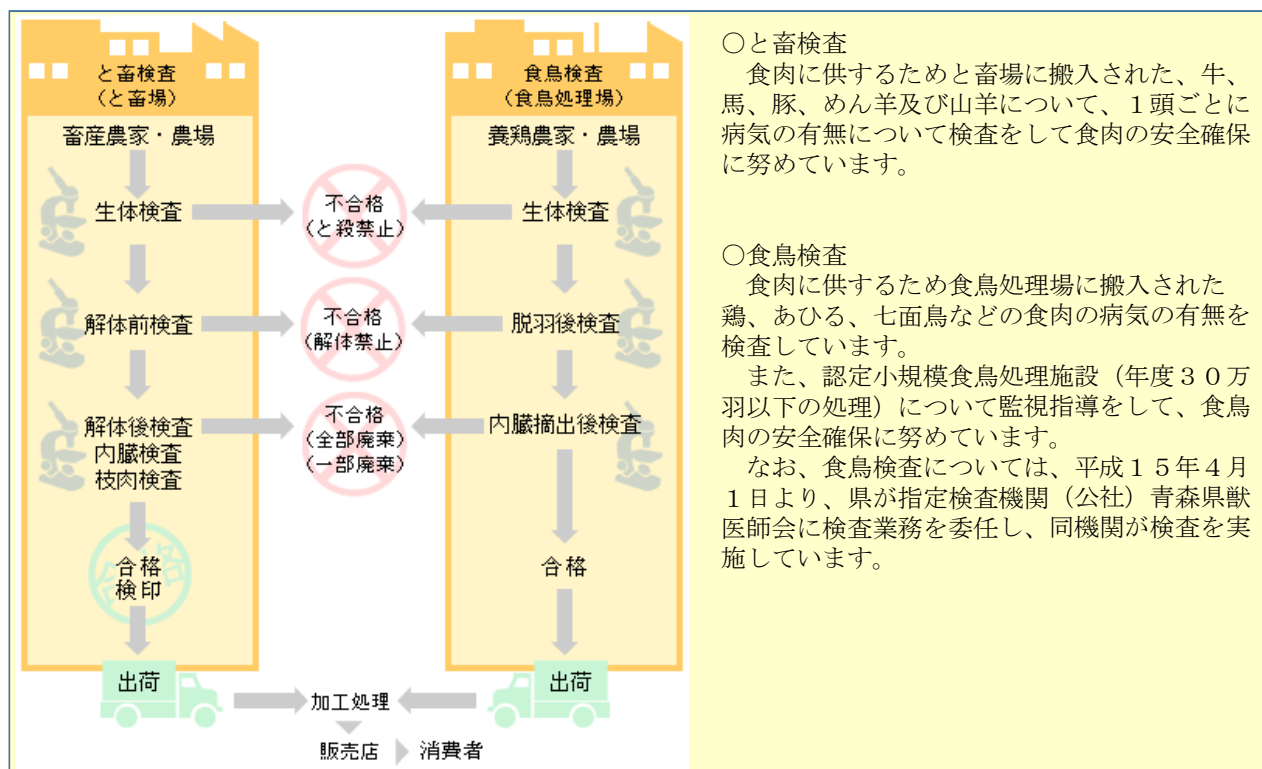 と畜検査
(と畜場)
畜産農家・農場
生体検査
解体前検査
解体後検査
内臓検査
枝肉検査
合格
検印
出荷
不合格
(と殺禁止)
不合格
(解体禁止)
不合格
(全部廃棄)
(一部廃棄)
食鳥検査
(食鳥処理場)
養鶏農家・農場
生体検査
脱羽後検査
内臓摘出後検査
合格
出荷
加工処理
販売店
消費者
○と畜検査
食肉に供するためと畜場に搬入された、牛、
馬、豚、めん羊及び山羊について、1頭ごとに
病気の有無について検査をして食肉の安全確保
に努めています。
○食鳥検査
食肉に供するため食鳥処理場に搬入された
鶏、あひる、七面鳥などの食肉の病気の有無を
検査しています。
また、認定小規模食鳥処理施設(年度30万
羽以下の処理)について監視指導をして、食鳥
肉の安全確保に努めています。
なお、食鳥検査については、平成15年4月
1日より、県が指定検査機関(公社)青森県獣
医師会に検査業務を委任し、同機関が検査を実
施しています。